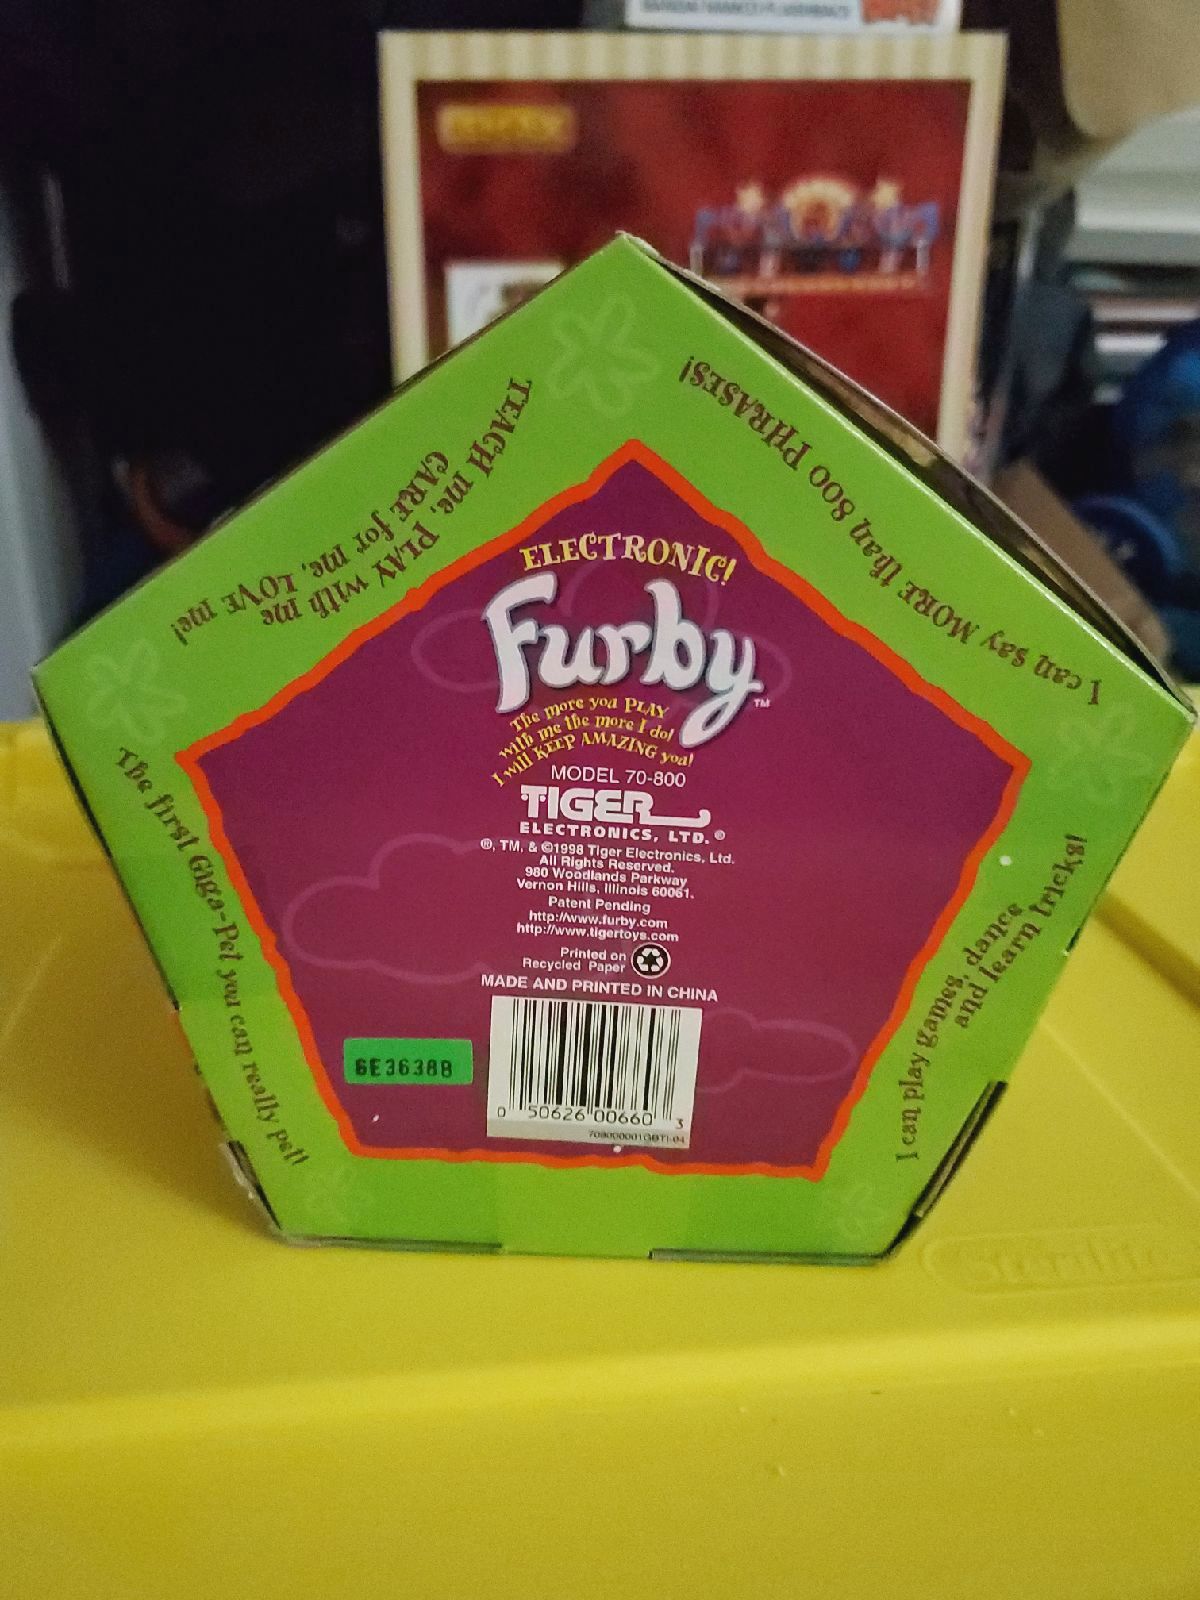 TEACH me, PLAY with me
CARE for me, LOVE me!
I can say MORE than 800 PHRASES!
The first Giga-Pet you can really pet!
I can play games, dance
and learn tricks!
ELECTRONIC!
Furby™
The more you PLAY
with me the more I do!
I will KEEP AMAZING you!
MODEL 70-800
TIGER
ELECTRONICS, LTD.®
®, TM, & ©1998 Tiger Electronics, Ltd.
All Rights Reserved.
980 Woodlands Parkway
Vernon Hills, Illinois 60061.
Patent Pending
http://www.furby.com
http://www.tigertoys.com
Printed on
Recycled Paper
MADE AND PRINTED IN CHINA
6E3638B
0 50626 00660 3